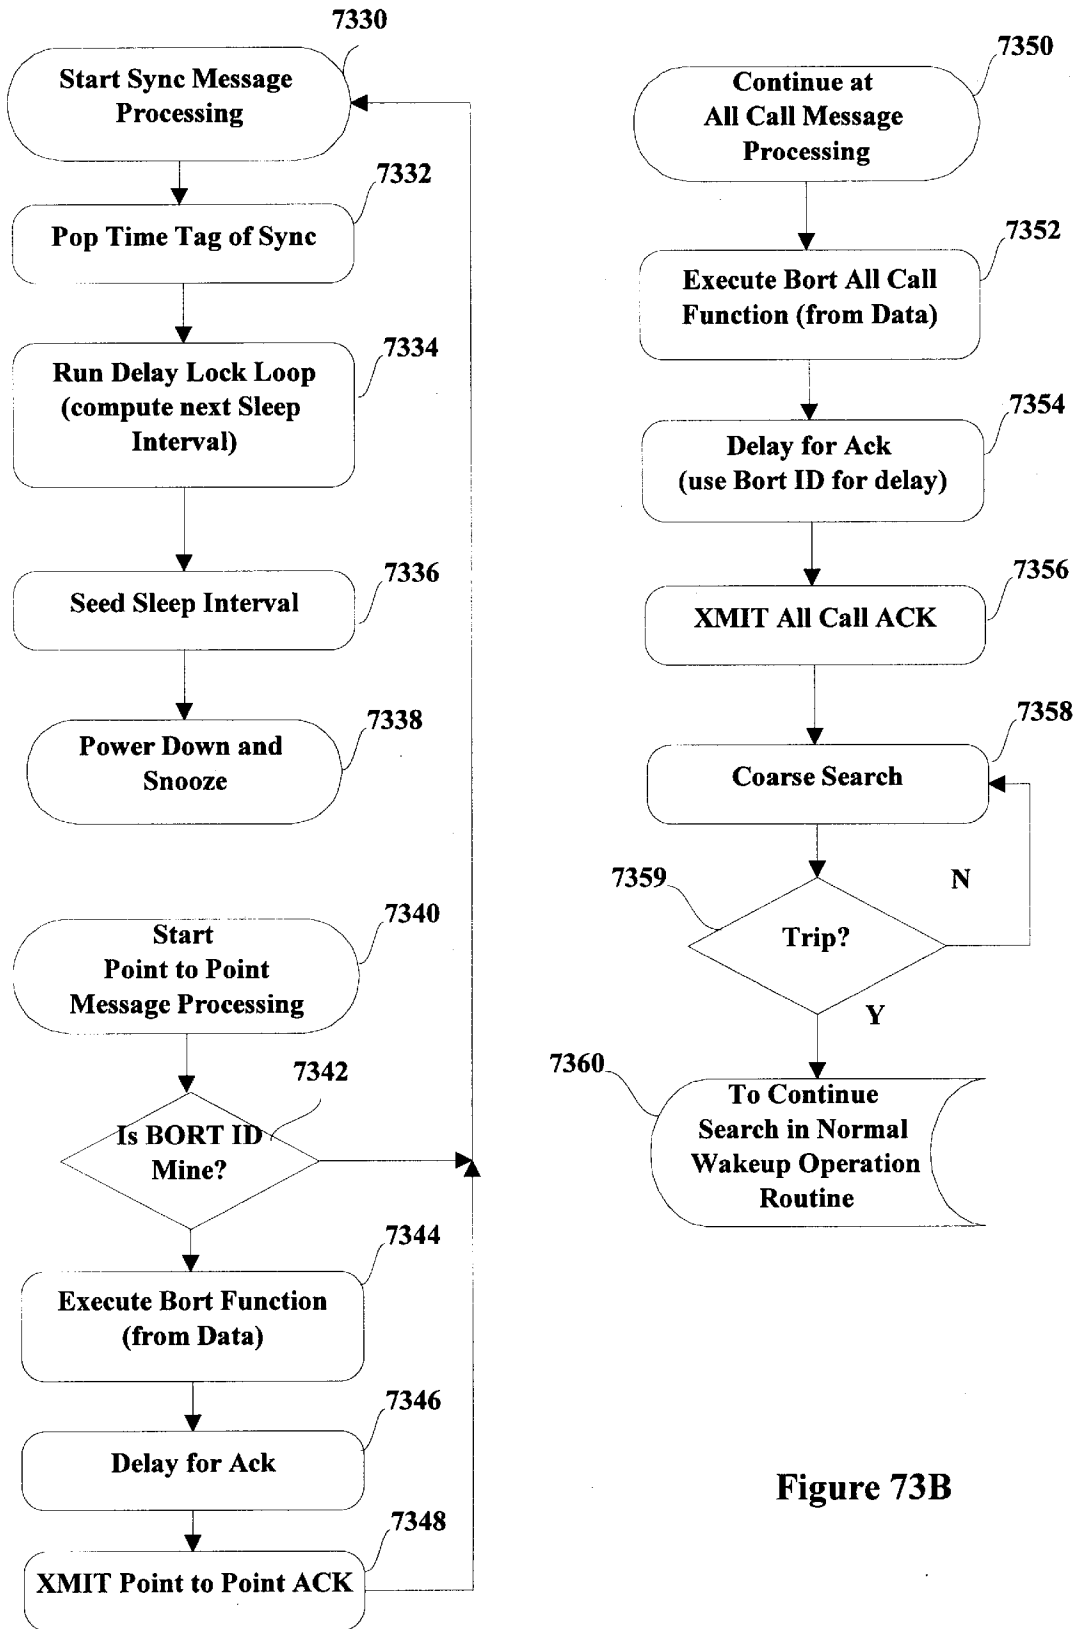 7330
Start Sync Message
Processing
7332
Pop Time Tag of Sync
7334
Run Delay Lock Loop
(compute next Sleep
Interval)
7336
Seed Sleep Interval
7338
Power Down and
Snooze
7340
Start
Point to Point
Message Processing
7342
Is BORT ID
Mine?
7344
Execute Bort Function
(from Data)
7346
Delay for Ack
7348
XMIT Point to Point ACK
7350
Continue at
All Call Message
Processing
7352
Execute Bort All Call
Function (from Data)
7354
Delay for Ack
(use Bort ID for delay)
7356
XMIT All Call ACK
7358
Coarse Search
7359
N
Trip?
Y
7360
To Continue
Search in Normal
Wakeup Operation
Routine
Figure 73B